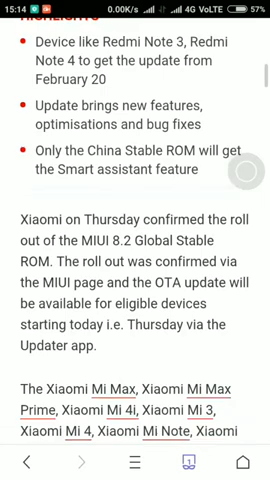 15:14
0.00K/s
4G VoLTE
57%
HIGHLIGHTS
Device like Redmi Note 3, Redmi
Note 4 to get the update from
February 20
Update brings new features,
optimisations and bug fixes
Only the China Stable ROM will get
the Smart assistant feature
Xiaomi on Thursday confirmed the roll
out of the MIUI 8.2 Global Stable
ROM. The roll out was confirmed via
the MIUI page and the OTA update will
be available for eligible devices
starting today i.e. Thursday via the
Updater app.
The Xiaomi Mi Max, Xiaomi Mi Max
Prime, Xiaomi Mi 4i, Xiaomi Mi 3,
Xiaomi Mi 4, Xiaomi Mi Note, Xiaomi
1